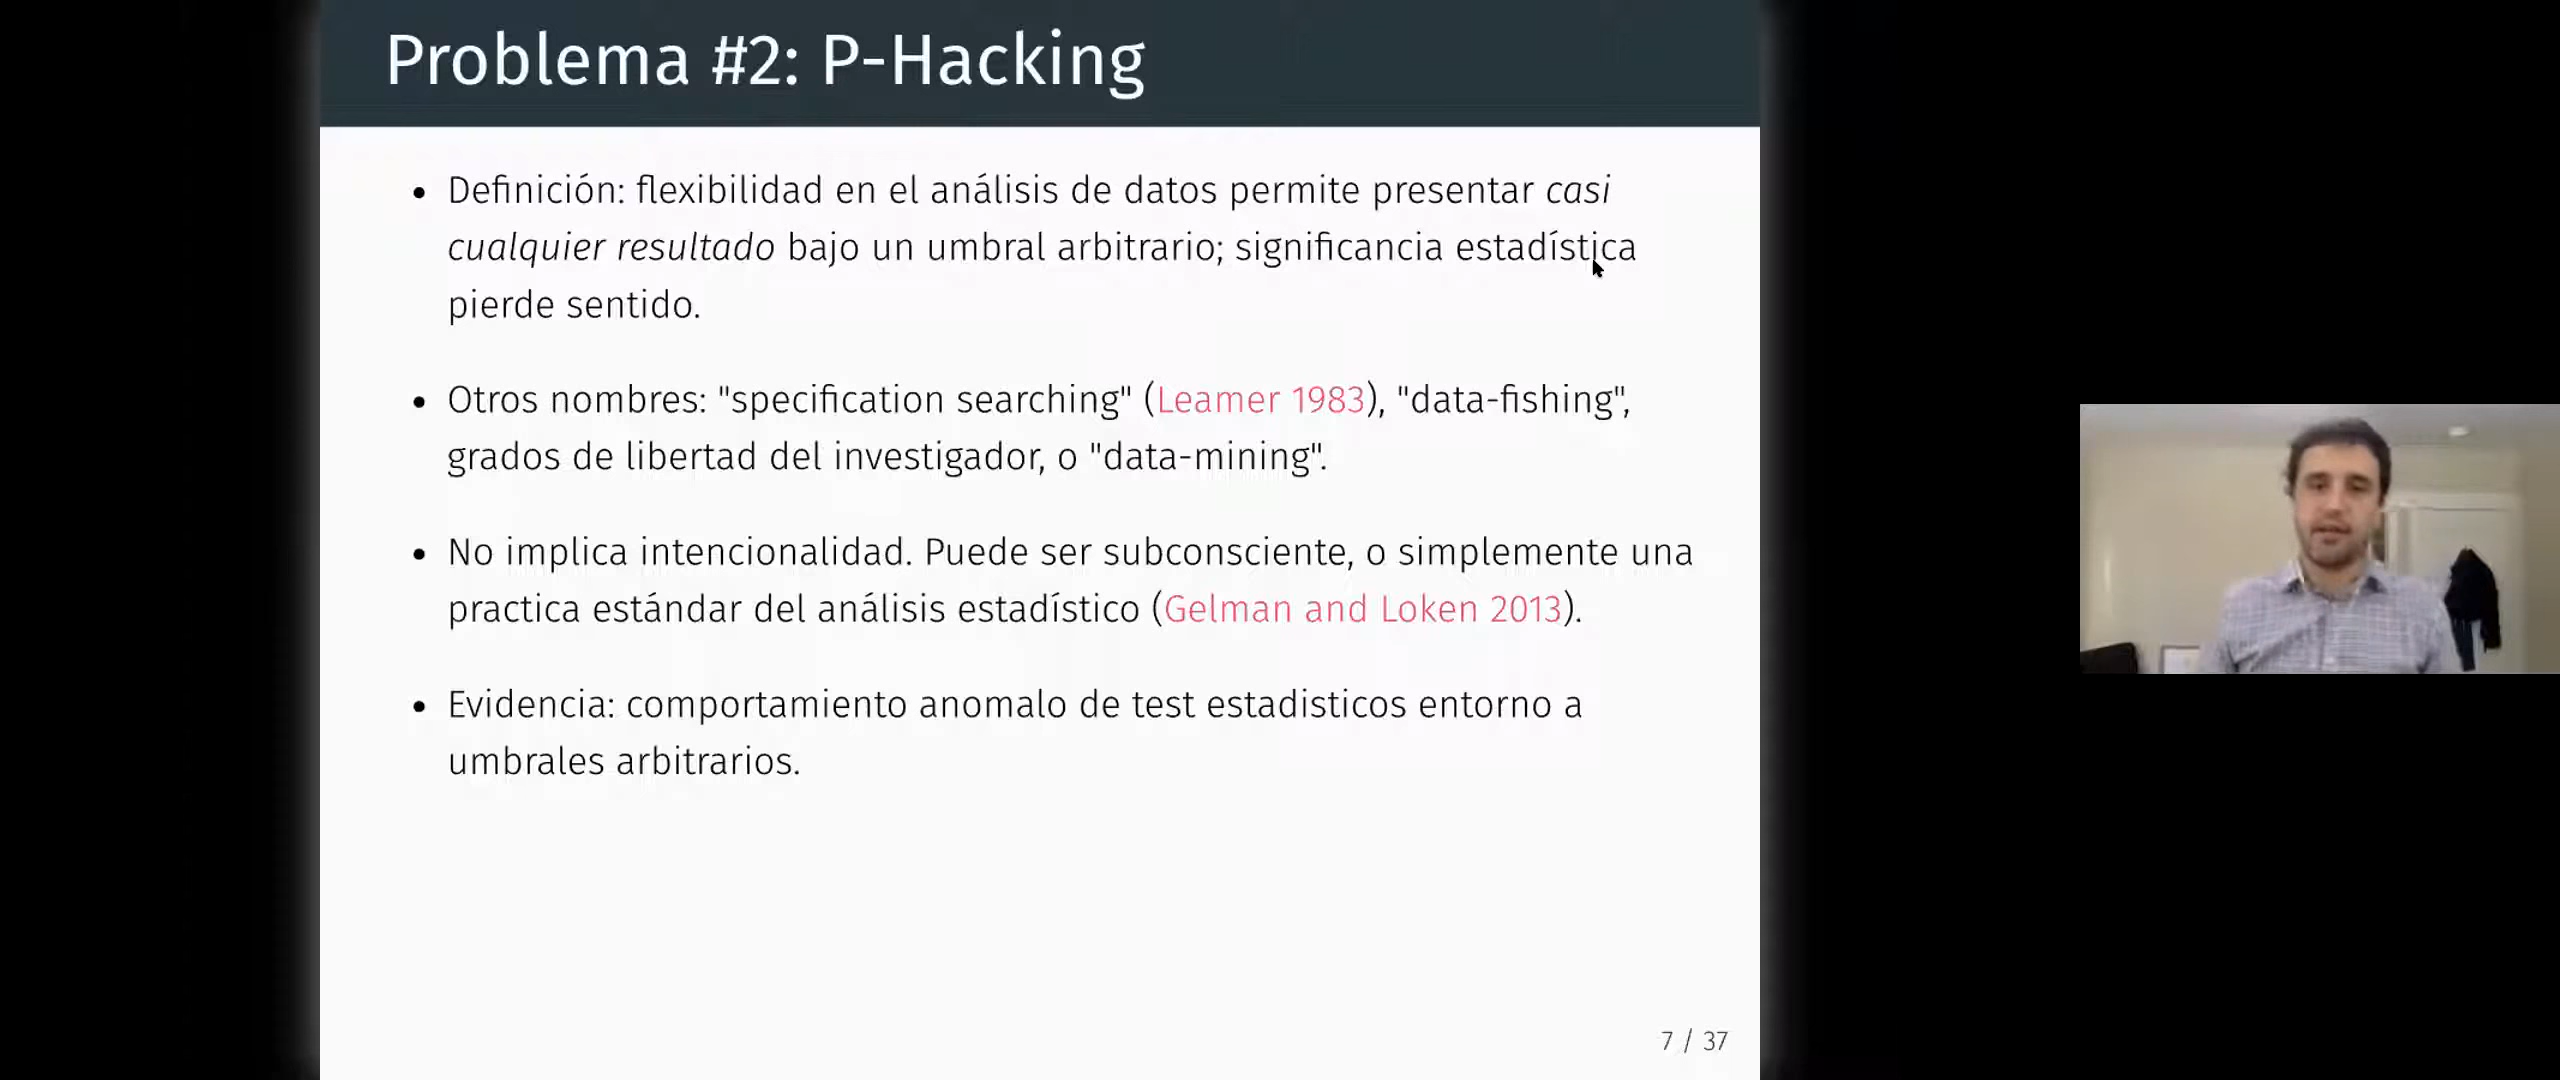 Problema #2: P-Hacking
• Definición: flexibilidad en el análisis de datos permite presentar casi
cualquier resultado bajo un umbral arbitrario; significancia estadística
pierde sentido.
• Otros nombres: "specification searching" (Leamer 1983), "data-fishing",
grados de libertad del investigador, o "data-mining".
• No implica intencionalidad. Puede ser subconsciente, o simplemente una
practica estándar del análisis estadístico (Gelman and Loken 2013).
• Evidencia: comportamiento anomalo de test estadisticos entorno a
umbrales arbitrarios.
7 / 37